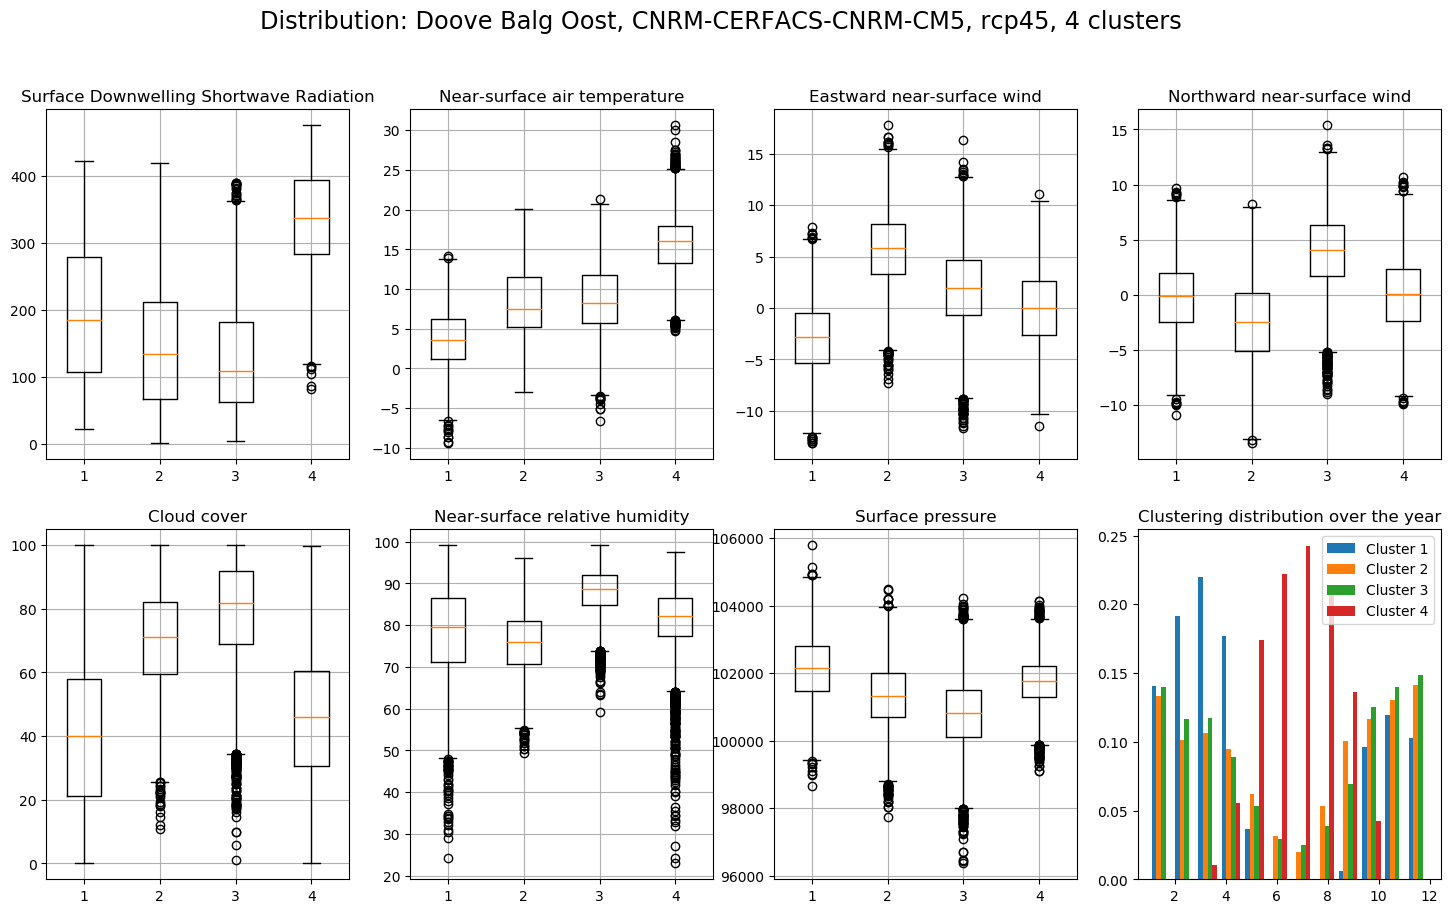 Distribution: Doove Balg Oost, CNRM-CERFACS-CNRM-CM5, rcp45, 4 clusters
Surface Downwelling Shortwave Radiation
400
300
200
100
0
1 2 3 4
Near-surface air temperature
30
25
20
15
10
5
0
−5
−10
1 2 3 4
Eastward near-surface wind
15
10
5
0
−5
−10
1 2 3 4
Northward near-surface wind
15
10
5
0
−5
−10
1 2 3 4
Cloud cover
100
80
60
40
20
0
1 2 3 4
Near-surface relative humidity
100
90
80
70
60
50
40
30
20
1 2 3 4
Surface pressure
106000
104000
102000
100000
98000
96000
1 2 3 4
Clustering distribution over the year
0.25
0.20
0.15
0.10
0.05
0.00
2 4 6 8 10 12
Cluster 1
Cluster 2
Cluster 3
Cluster 4